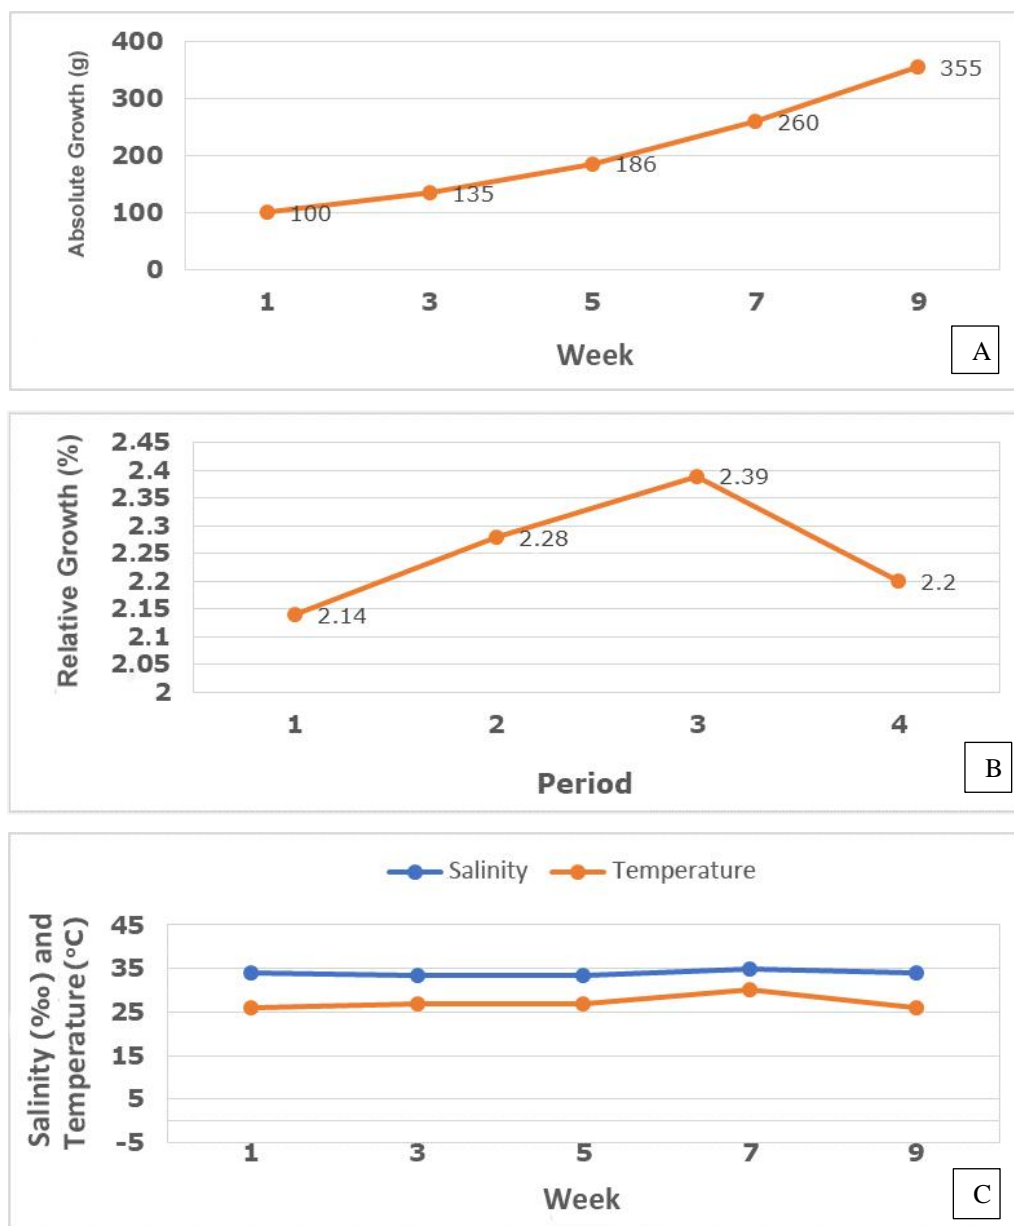 400
300
200
100
0
Absolute Growth (g)
100
135
186
260
355
1 3 5 7 9
Week
A
2.45
2.4
2.35
2.3
2.25
2.2
2.15
2.1
2.05
2
Relative Growth (%)
2.14
2.28
2.39
2.2
1 2 3 4
Period
B
Salinity Temperature
45
35
25
15
5
-5
Salinity (‰) and
Temperature(°C)
1 3 5 7 9
Week
C